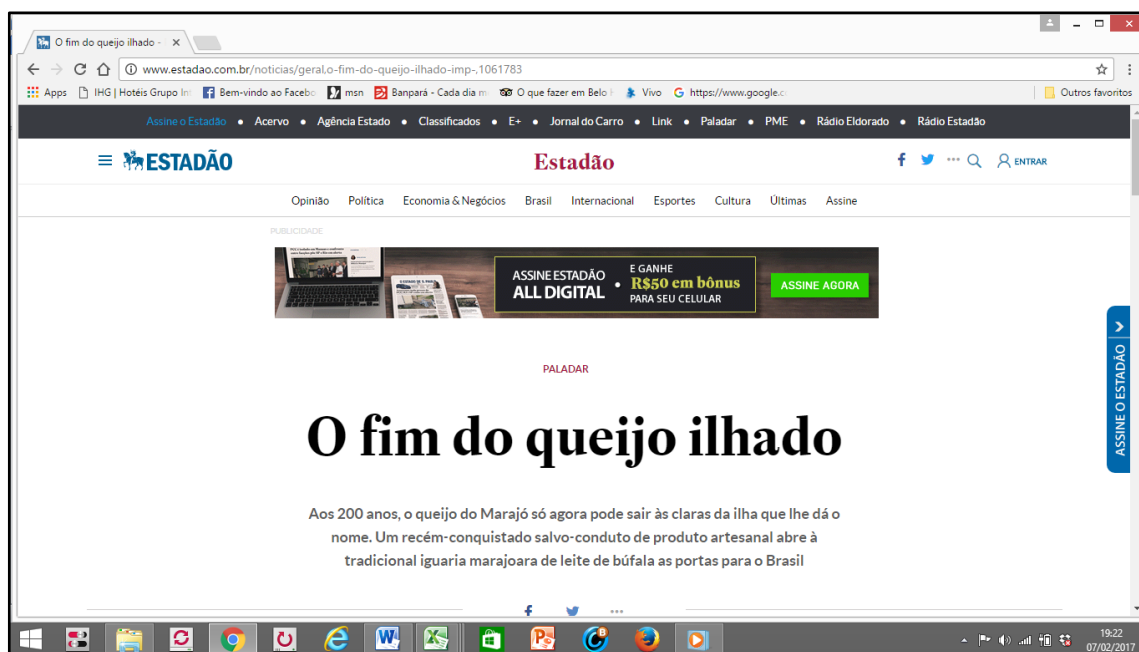 O fim do queijo ilhado -
www.estadao.com.br/noticias/geral,o-fim-do-queijo-ilhado-imp-,1061783
Apps IHG | Hotéis Grupo In Bem-vindo ao Facebo msn Banpará - Cada dia m O que fazer em Belo H Vivo https://www.google.c Outros favoritos
Assine o Estadão • Acervo • Agência Estado • Classificados • E+ • Jornal do Carro • Link • Paladar • PME • Rádio Eldorado • Rádio Estadão
ESTADÃO Estadão ENTRAR
Opinião Política Economia & Negócios Brasil Internacional Esportes Cultura Últimas Assine
PUBLICIDADE
ASSINE ESTADÃO
ALL DIGITAL •
E GANHE
R$50 em bônus
PARA SEU CELULAR
ASSINE AGORA
ASSINE O ESTADÃO
PALADAR
O fim do queijo ilhado
Aos 200 anos, o queijo do Marajó só agora pode sair às claras da ilha que lhe dá o
nome. Um recém-conquistado salvo-conduto de produto artesanal abre à
tradicional iguaria marajoara de leite de búfala as portas para o Brasil
19:22
07/02/2017